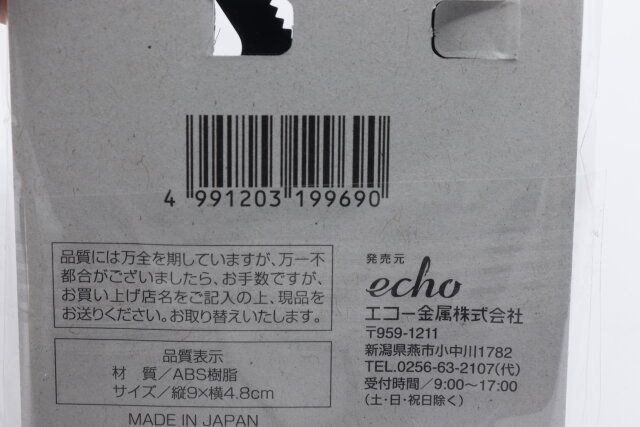 4 991203 199690
品質には万全を期していますが、万一不
都合がございましたら、お手数ですが、
お買い上げ店名をご記入の上、現品を
お送りください。お取り替えいたします。
品質表示
材 質／ABS樹脂
サイズ／縦9×横4.8cm
MADE IN JAPAN
発売元
echo
エコー金属株式会社
〒959-1211
新潟県燕市小中川1782
TEL.0256-63-2107(代)
受付時間／9:00〜17:00
(土・日・祝日除く)